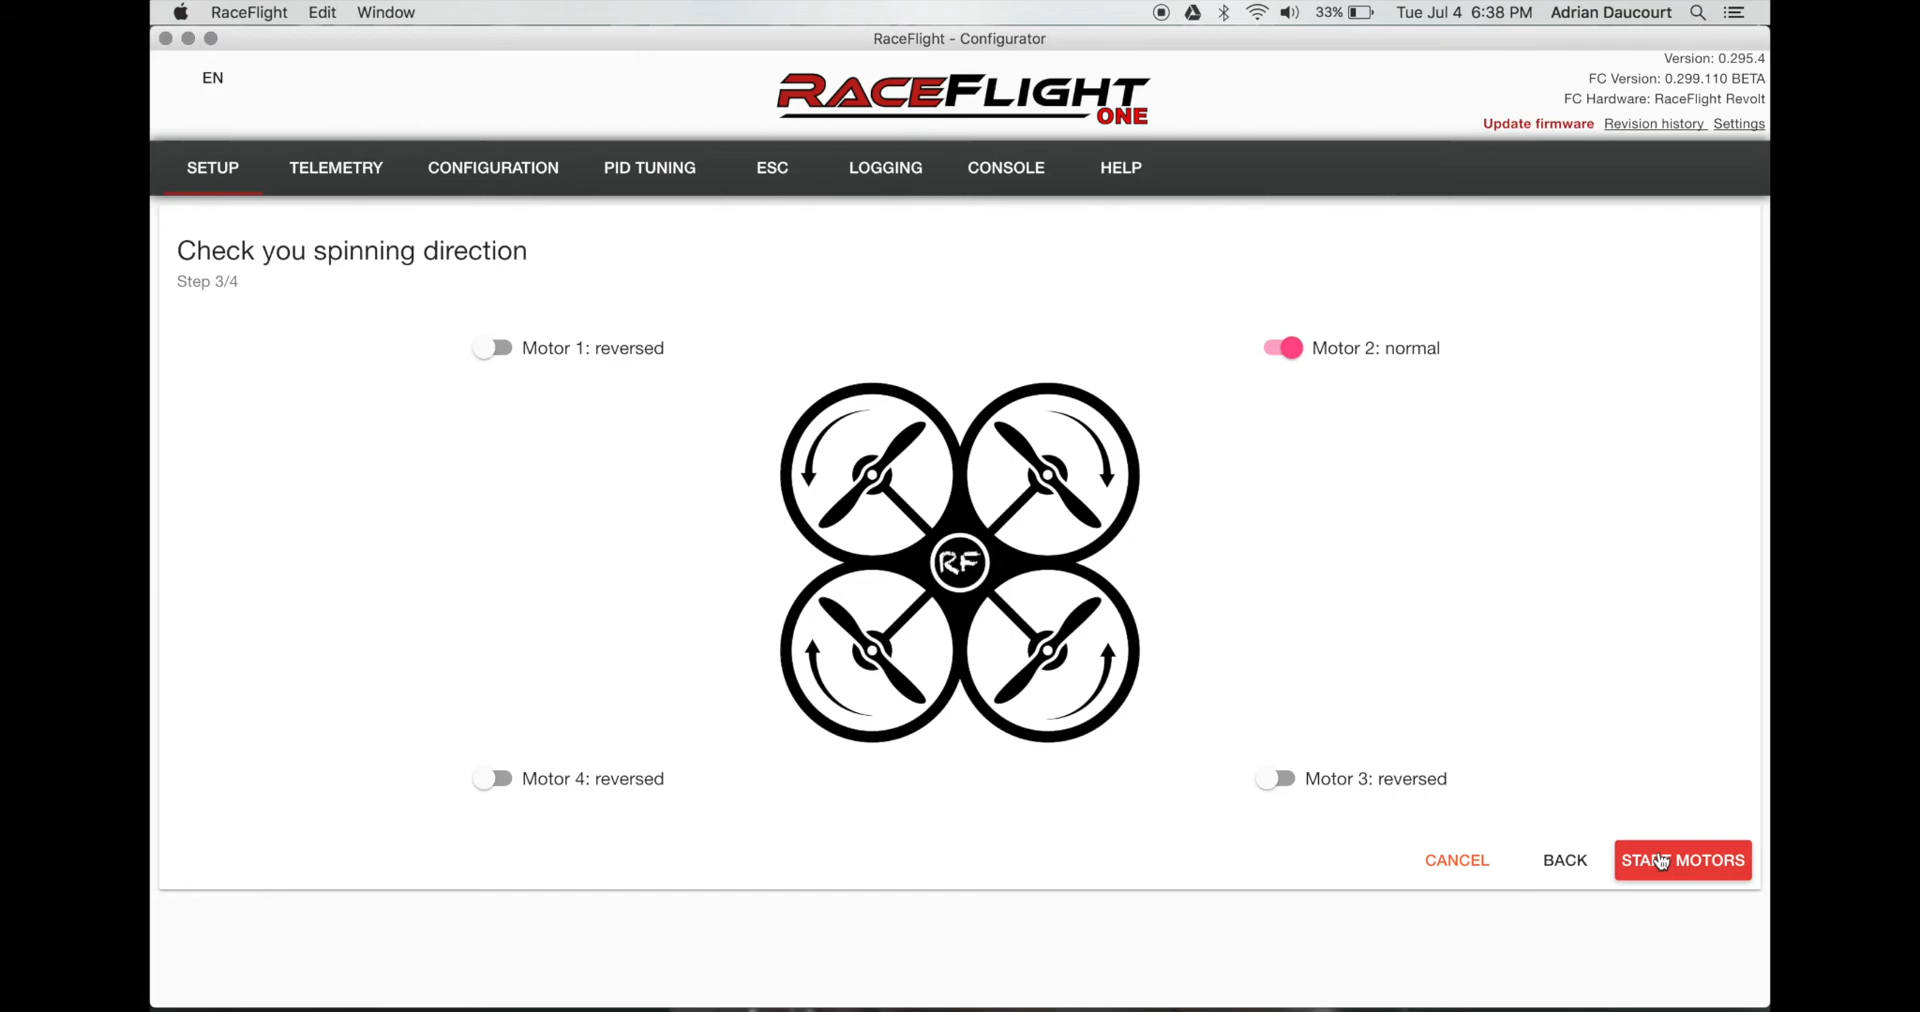 RaceFlight Edit Window 33% Tue Jul 4 6:38 PM Adrian Daucourt
RaceFlight - Configurator
EN
RACEFLIGHT
ONE
Version: 0.295.4
FC Version: 0.299.110 BETA
FC Hardware: RaceFlight Revolt
Update firmware Revision history Settings
SETUP TELEMETRY CONFIGURATION PID TUNING ESC LOGGING CONSOLE HELP
Check you spinning direction
Step 3/4
Motor 1: reversed Motor 2: normal
RF
Motor 4: reversed Motor 3: reversed
CANCEL BACK START MOTORS